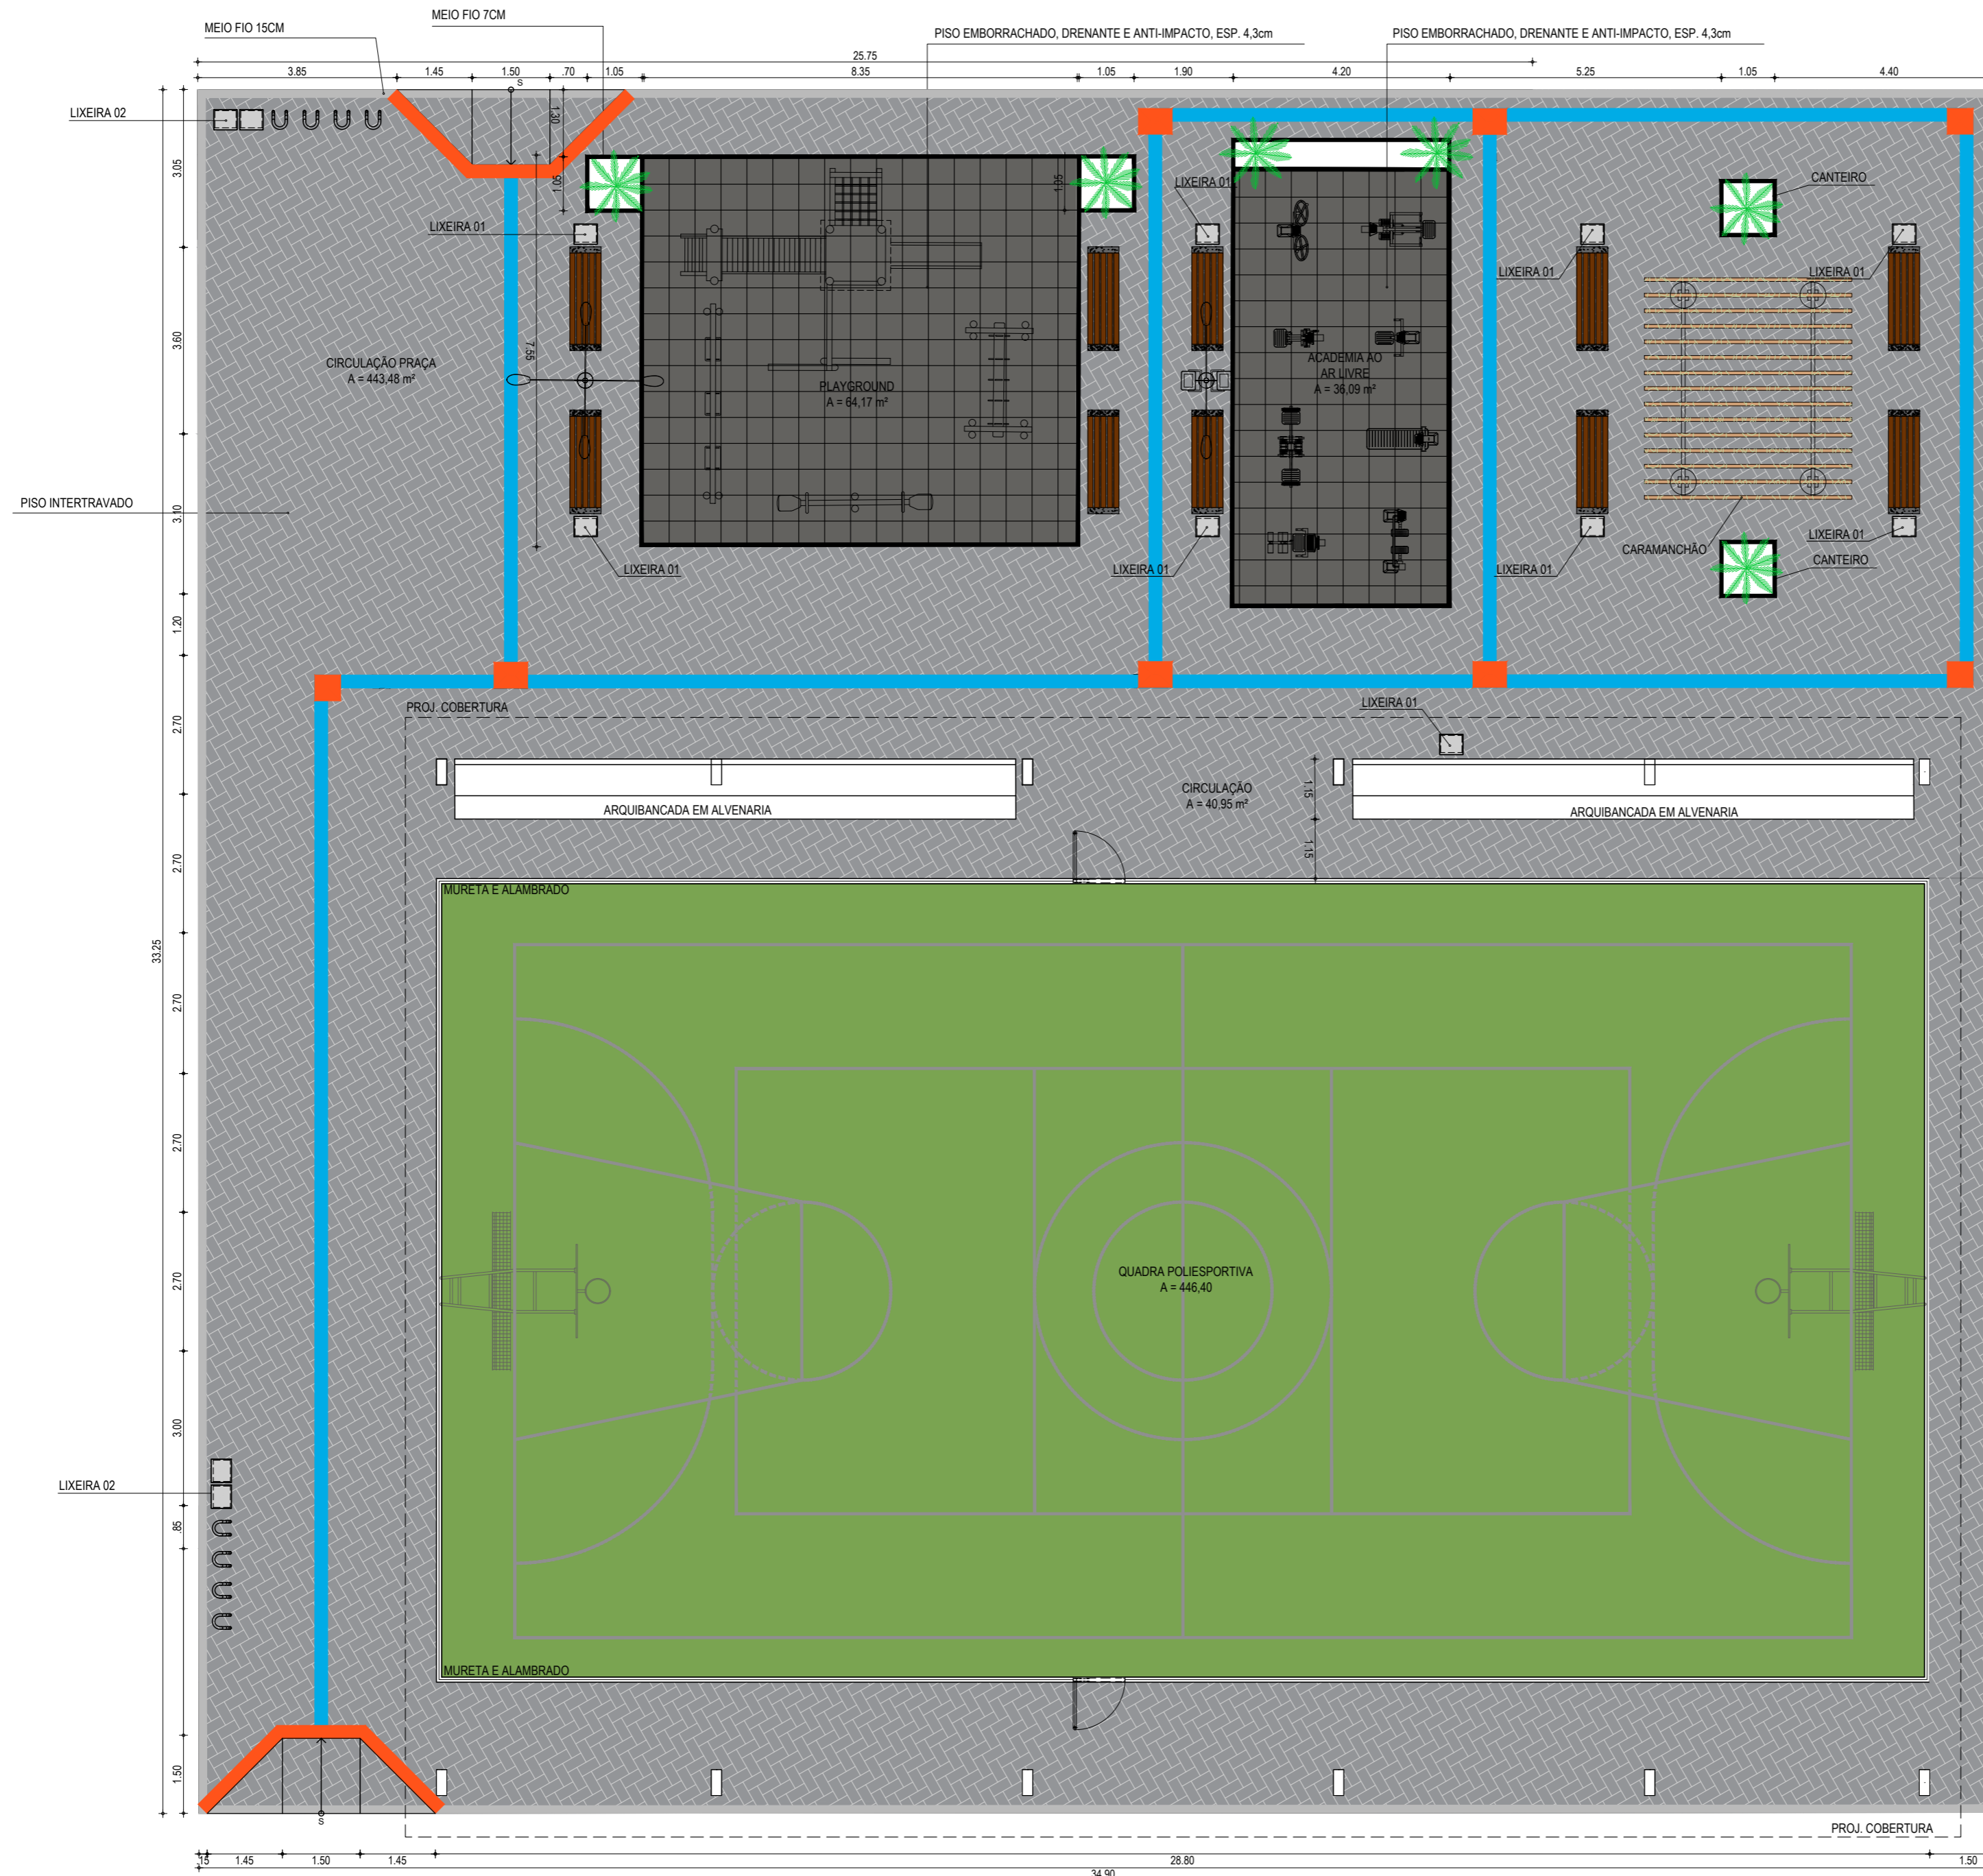 MEIO FIO 7CM
MEIO FIO 15CM
PISO EMBORRACHADO, DRENANTE E ANTI-IMPACTO, ESP. 4,3cm
PISO EMBORRACHADO, DRENANTE E ANTI-IMPACTO, ESP. 4,3cm
25.75
3.85
1.45
1.50
.70
1.05
8.35
1.05
1.90
4.20
5.25
1.05
4.40
S
LIXEIRA 02
1.30
3.05
1.05
1.05
LIXEIRA 01
CANTEIRO
LIXEIRA 01
LIXEIRA 01
LIXEIRA 01
3.60
7.55
CIRCULAÇÃO PRAÇA
A = 443,48 m²
PLAYGROUND
A = 64,17 m²
ACADEMIA AO
AR LIVRE
A = 36,09 m²
PISO INTERTRAVADO
3.10
LIXEIRA 01
CARAMANCHÃO
LIXEIRA 01
LIXEIRA 01
LIXEIRA 01
CANTEIRO
1.20
PROJ. COBERTURA
LIXEIRA 01
2.70
CIRCULAÇÃO
A = 40,95 m²
1.15
ARQUIBANCADA EM ALVENARIA
ARQUIBANCADA EM ALVENARIA
1.15
2.70
MURETA E ALAMBRADO
33.25
2.70
2.70
QUADRA POLIESPORTIVA
A = 446,40
2.70
3.00
LIXEIRA 02
.85
MURETA E ALAMBRADO
1.50
S
PROJ. COBERTURA
.15
1.45
1.50
1.45
28.80
1.50
34.90